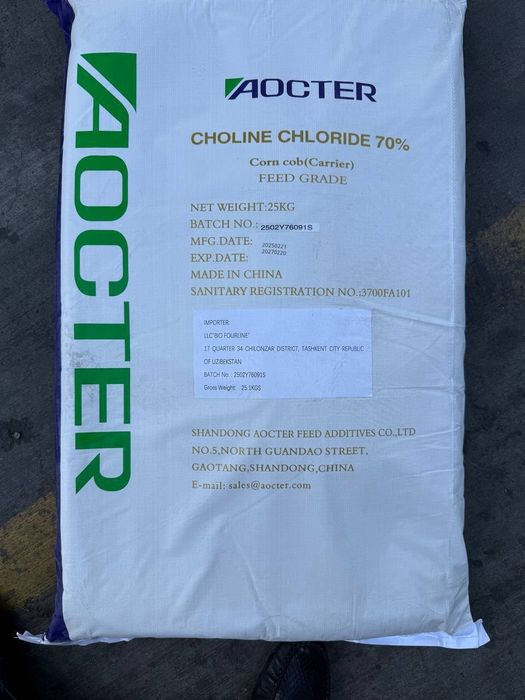 AOCTER
AOCTER
CHOLINE CHLORIDE 70%
Corn cob(Carrier)
FEED GRADE
NET WEIGHT:25KG
BATCH NO.: 2502Y76091S
MFG.DATE: 20250221
EXP.DATE: 20270220
MADE IN CHINA
SANITARY REGISTRATION NO.:3700FA101
IMPORTER:
LLC"BIO FOURLINE"
17 QUARTER 34 CHILONZAR DISTRICT, TASHKENT CITY REPUBLIC
OF UZIBEKSTAN
BATCH No. : 2502Y76091S
Gross Weight: 25.1KGS
SHANDONG AOCTER FEED ADDITIVES CO.,LTD
NO.5,NORTH GUANDAO STREET,
GAOTANG,SHANDONG,CHINA
E-mail: sales@aocter.com